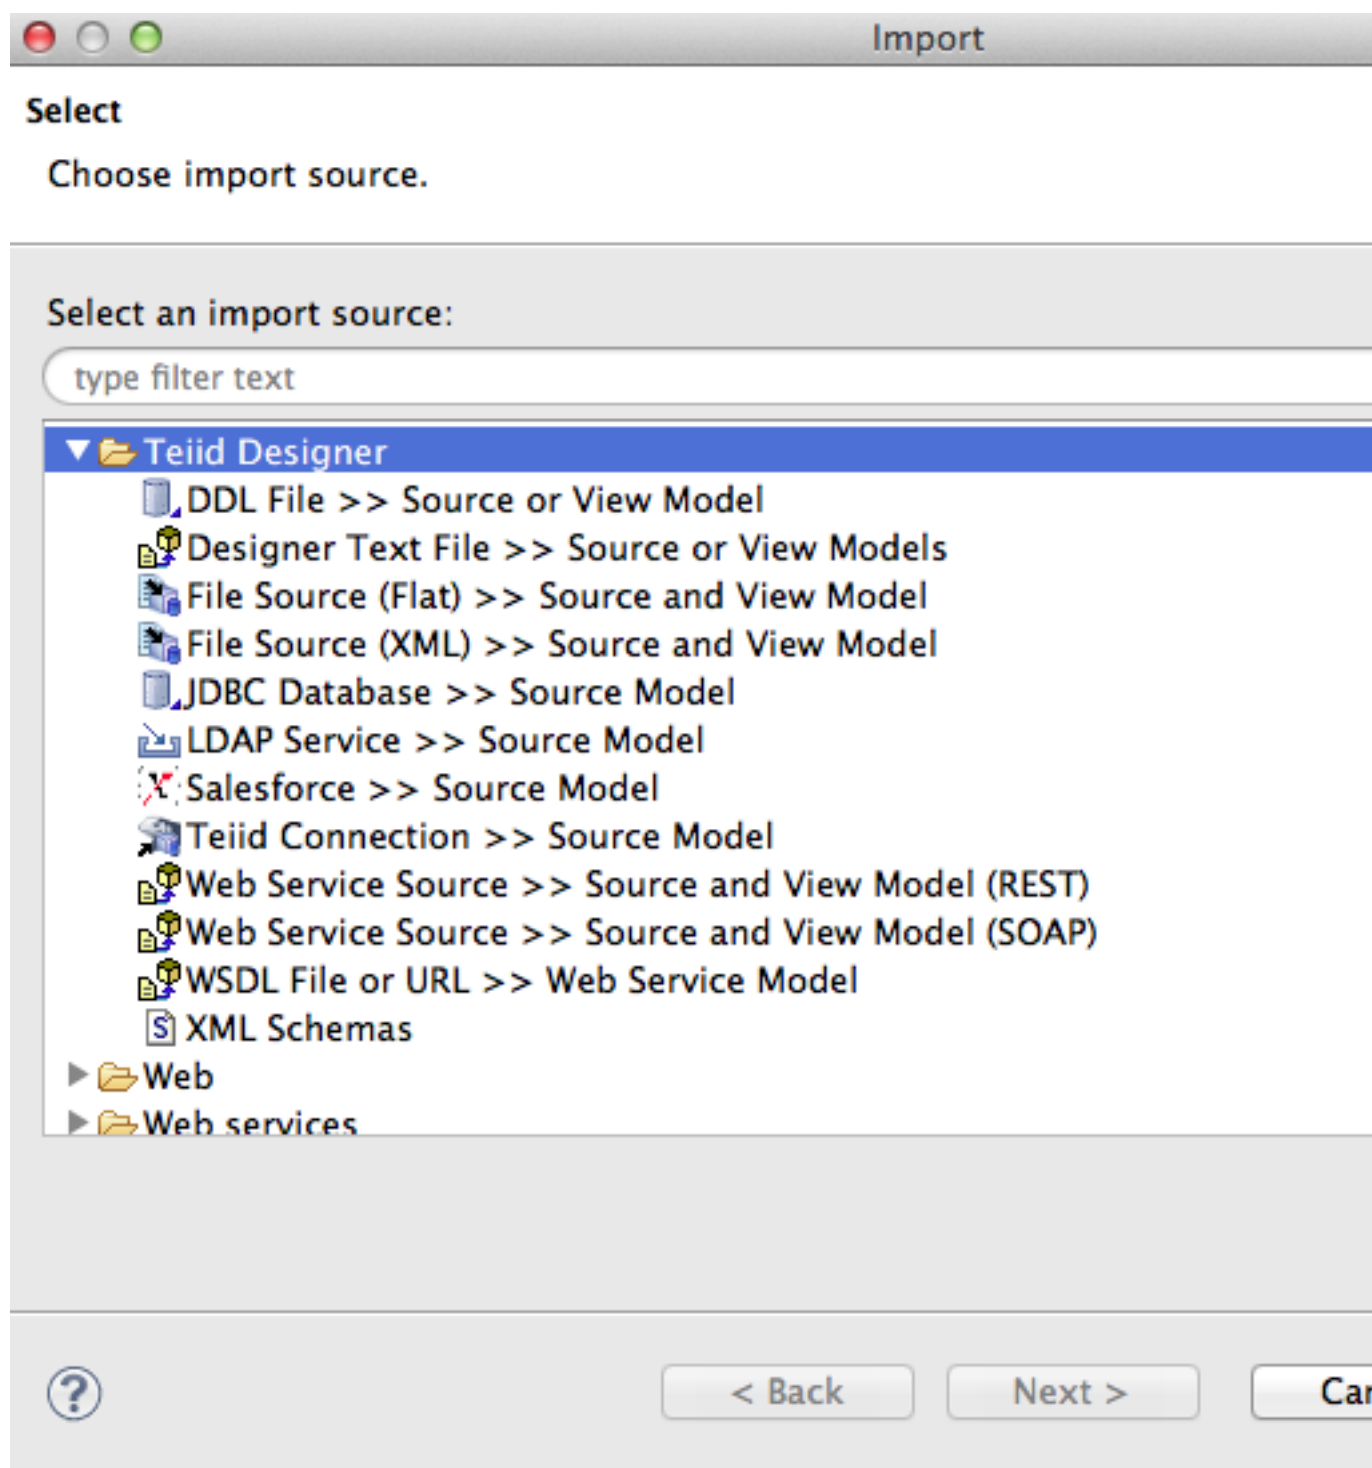 Import
Select
Choose import source.
Select an import source:
type filter text
Teiid Designer
DDL File >> Source or View Model
Designer Text File >> Source or View Models
File Source (Flat) >> Source and View Model
File Source (XML) >> Source and View Model
JDBC Database >> Source Model
LDAP Service >> Source Model
Salesforce >> Source Model
Teiid Connection >> Source Model
Web Service Source >> Source and View Model (REST)
Web Service Source >> Source and View Model (SOAP)
WSDL File or URL >> Web Service Model
S XML Schemas
Web
Web services
? < Back Next >